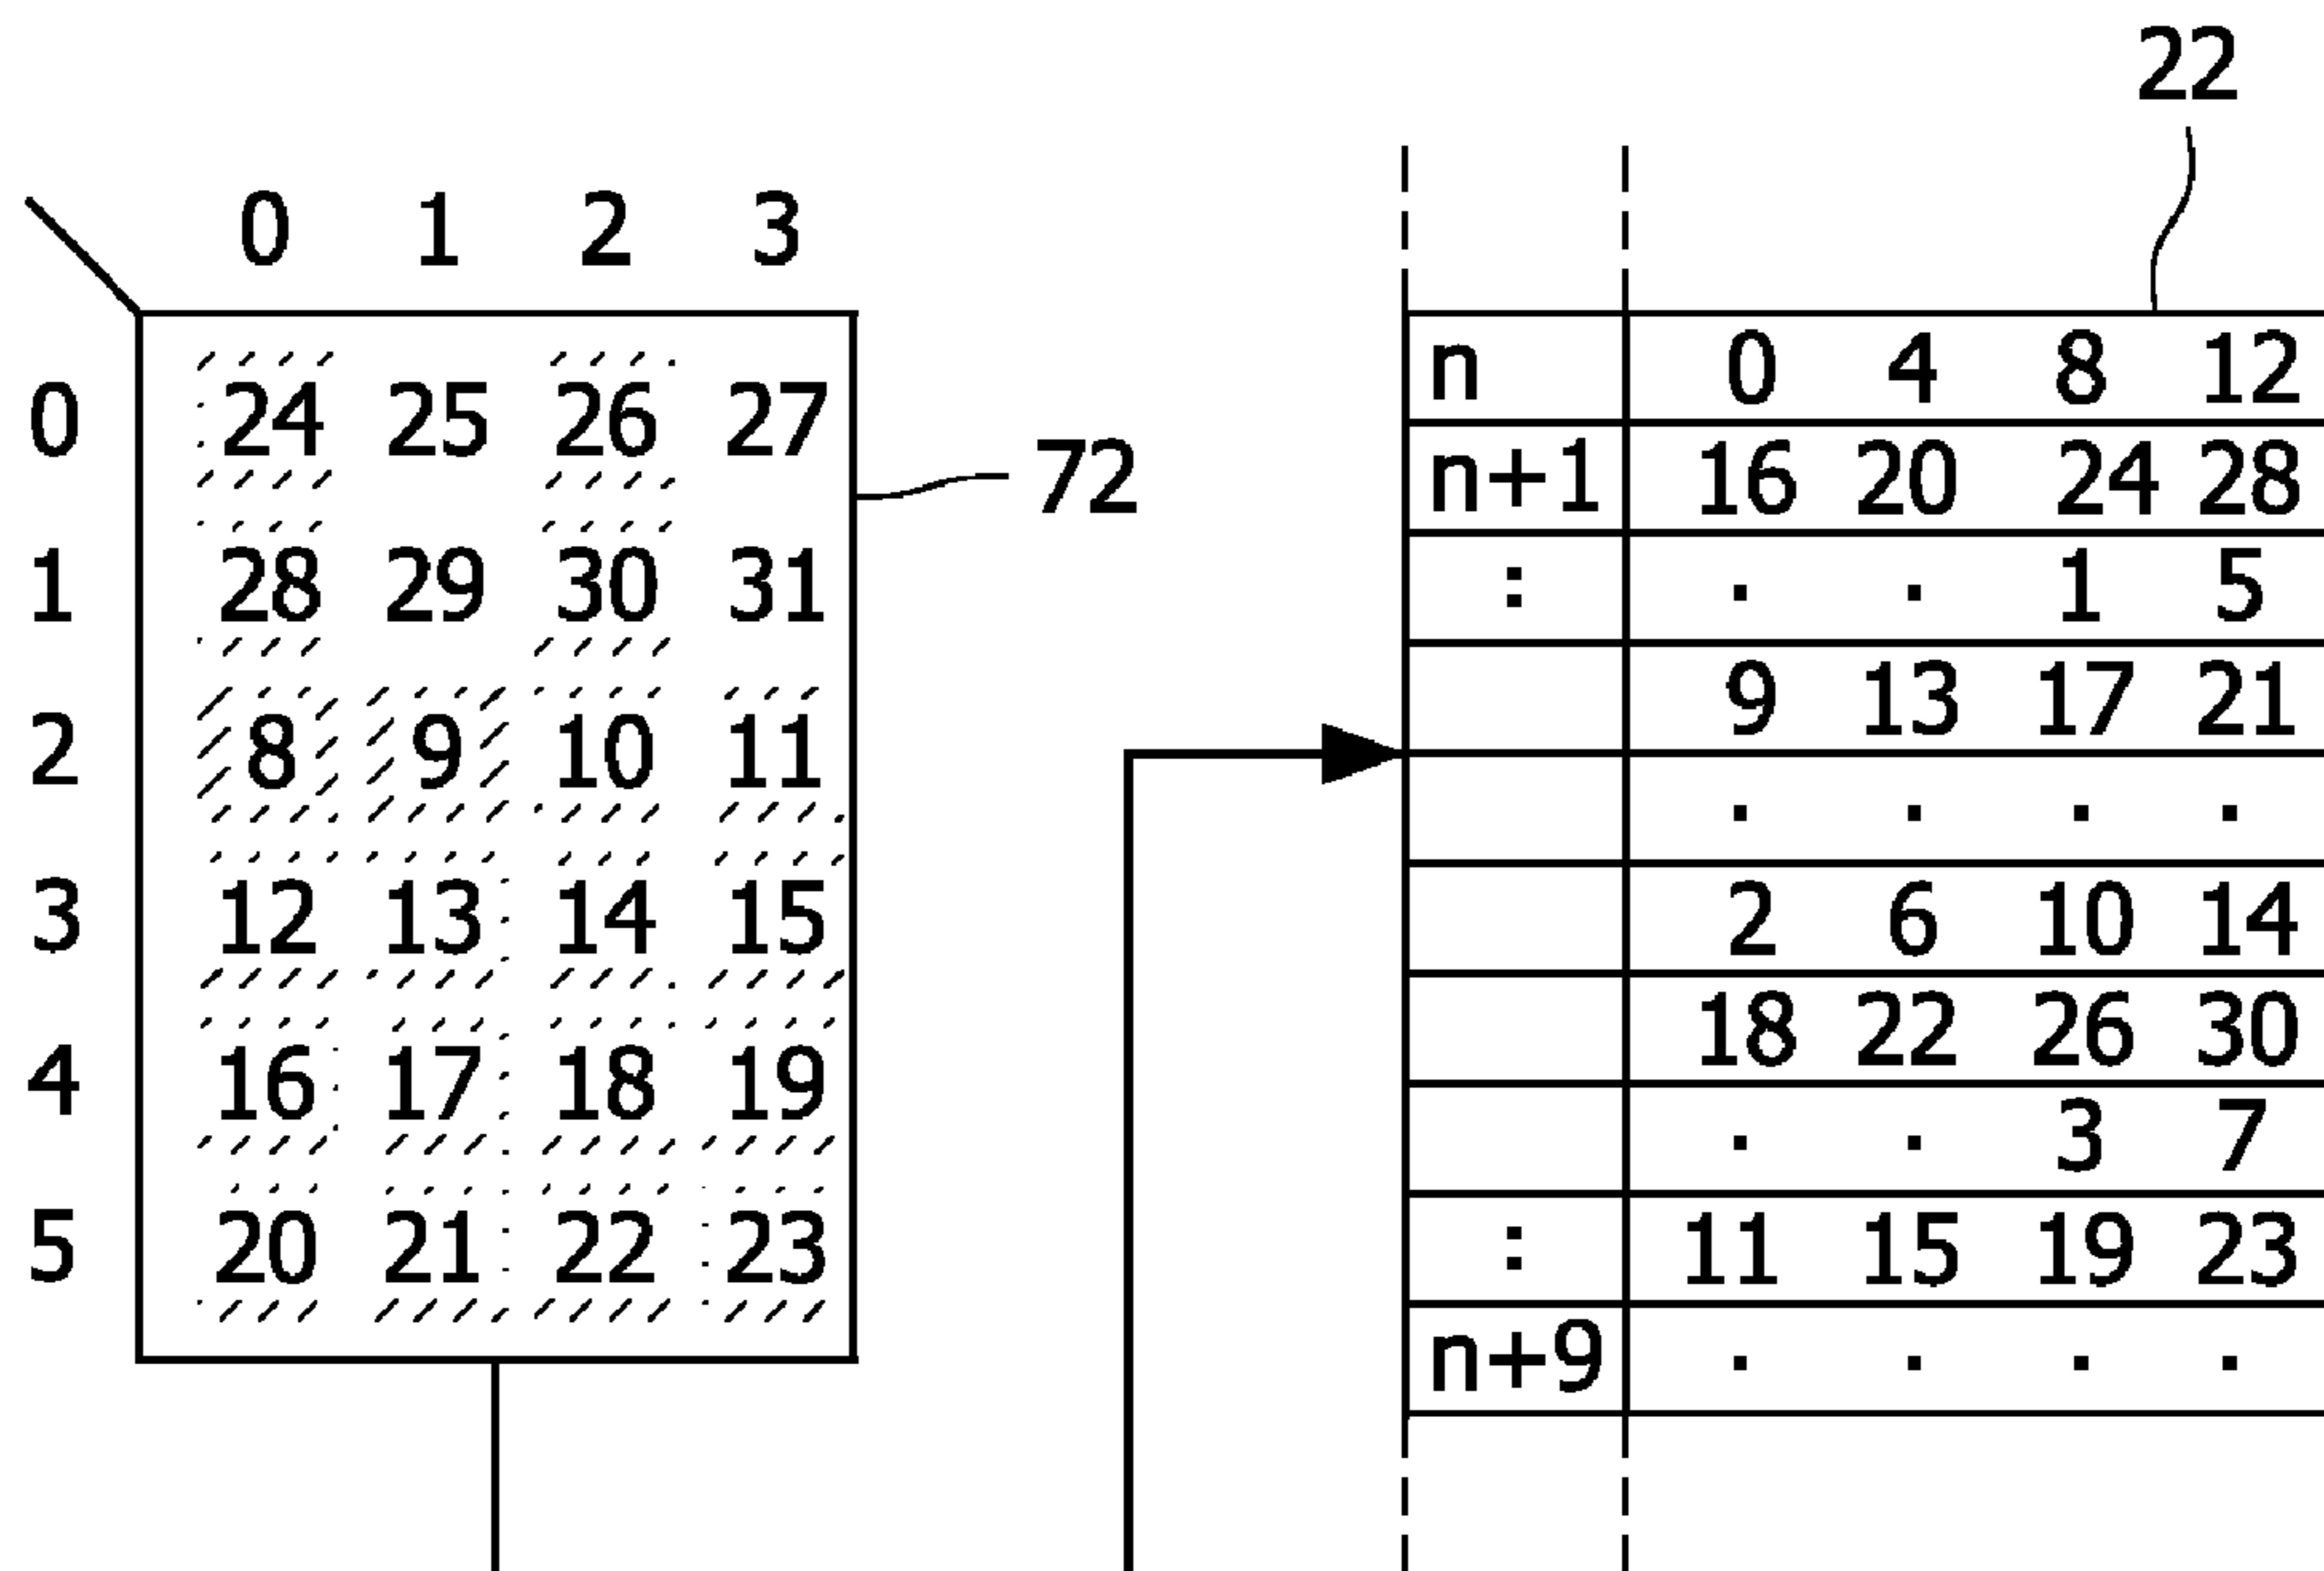 22
0 1 2 3
0 24 25 26 27
1 28 29 30 31
2 8 9 10 11
3 12 13 14 15
4 16 17 18 19
5 20 21 22 23
72
n 0 4 8 12
n+1 16 20 24 28
: . . 1 5
9 13 17 21
. . . .
2 6 10 14
18 22 26 30
. . 3 7
: 11 15 19 23
n+9 . . . .